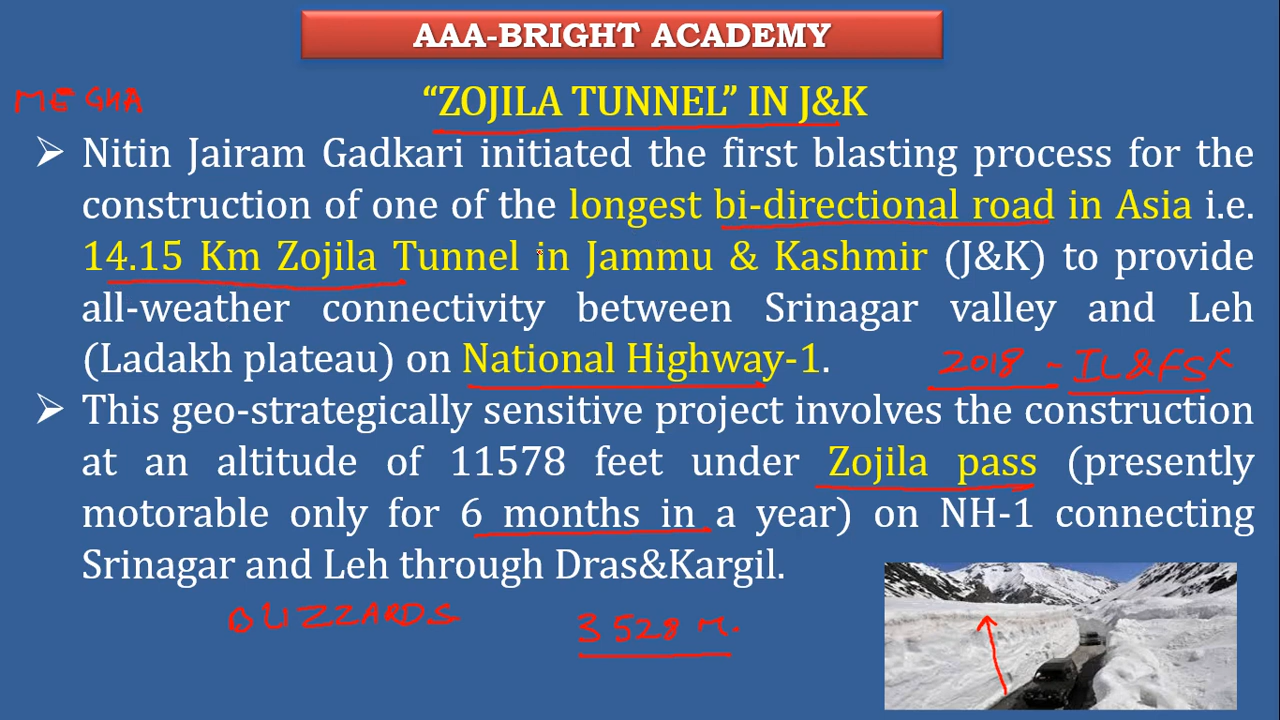 AAA-BRIGHT ACADEMY
MEGHA
“ZOJILA TUNNEL” IN J&K
Nitin Jairam Gadkari initiated the first blasting process for the
construction of one of the longest bi-directional road in Asia i.e.
14.15 Km Zojila Tunnel in Jammu & Kashmir (J&K) to provide
all-weather connectivity between Srinagar valley and Leh
(Ladakh plateau) on National Highway-1.
2018 - IL&FS X
This geo-strategically sensitive project involves the construction
at an altitude of 11578 feet under Zojila pass (presently
motorable only for 6 months in a year) on NH-1 connecting
Srinagar and Leh through Dras&Kargil.
BLIZZARDS
3528 M.